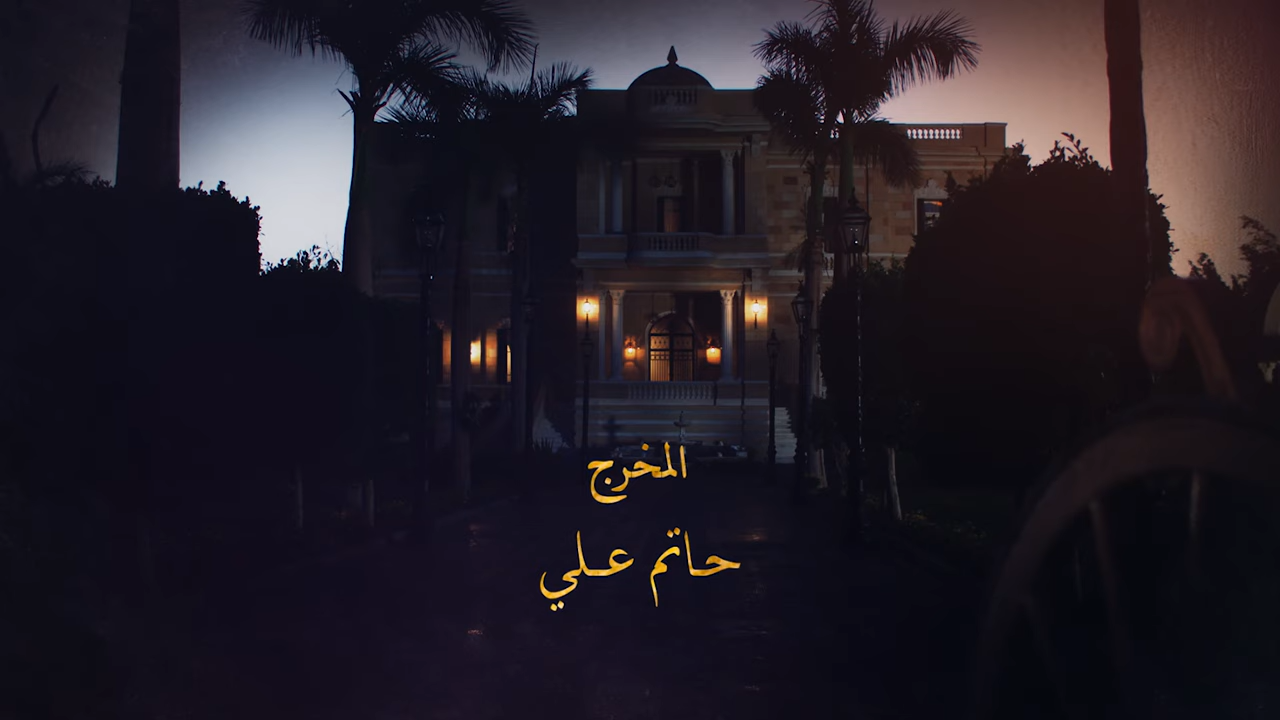 المخرج
حاتم علي